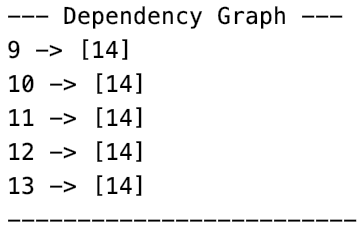 --- Dependency Graph ---
9 -> [14]
10 -> [14]
11 -> [14]
12 -> [14]
13 -> [14]
--------------------------